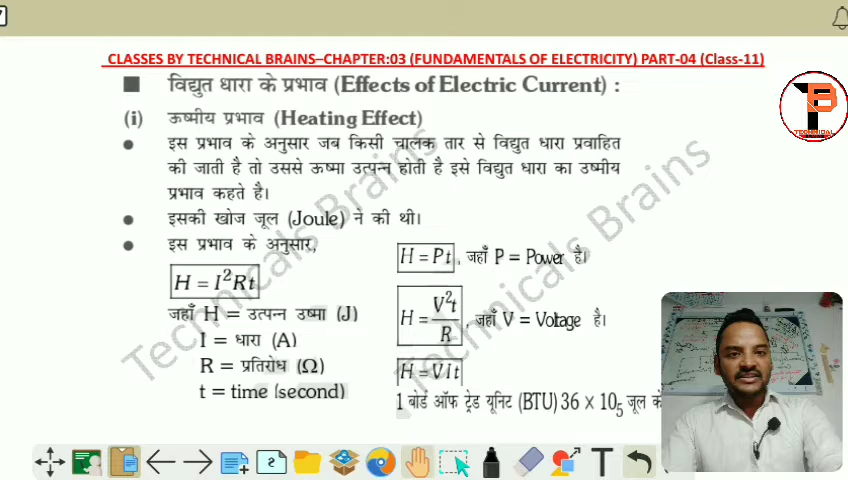 CLASSES BY TECHNICAL BRAINS–CHAPTER:03 (FUNDAMENTALS OF ELECTRICITY) PART-04 (Class-11)
■ विद्युत धारा के प्रभाव (Effects of Electric Current) :
(i) ऊष्मीय प्रभाव (Heating Effect)
● इस प्रभाव के अनुसार जब किसी चालक तार से विद्युत धारा प्रवाहित
की जाती है तो उससे ऊष्मा उत्पन्न होती है इसे विद्युत धारा का उष्मीय
प्रभाव कहते है।
● इसकी खोज जूल (Joule) ने की थी।
● इस प्रभाव के अनुसार,
H = I²Rt
जहाँ H = उत्पन्न उष्मा (J)
I = धारा (A)
R = प्रतिरोध (Ω)
t = time (second)
H = Pt , जहाँ P = Power है।
H = V²t/R , जहाँ V = Voltage है।
H = VIt
1 बोर्ड ऑफ ट्रेड यूनिट (BTU) 36 × 10₅ जूल के
Technicals Brains
Technicals Brains
TB
TECHNICAL
T